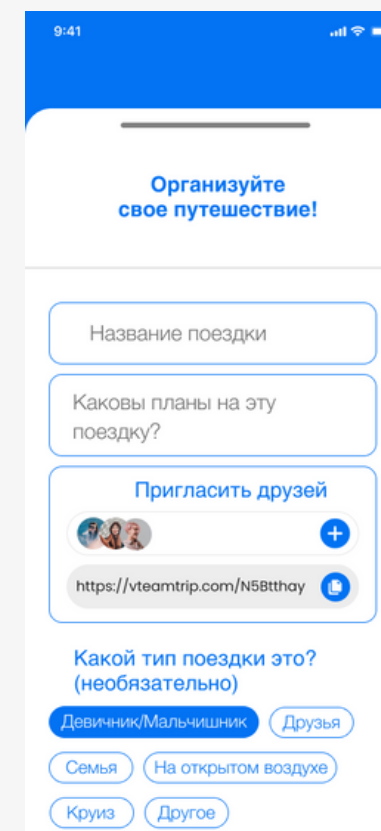 9:41
Организуйте
свое путешествие!
Название поездки
Каковы планы на эту
поездку?
Пригласить друзей
https://vteamtrip.com/N5Btthay
Какой тип поездки это?
(необязательно)
Девичник/Мальчишник Друзья
Семья На открытом воздухе
Круиз Другое